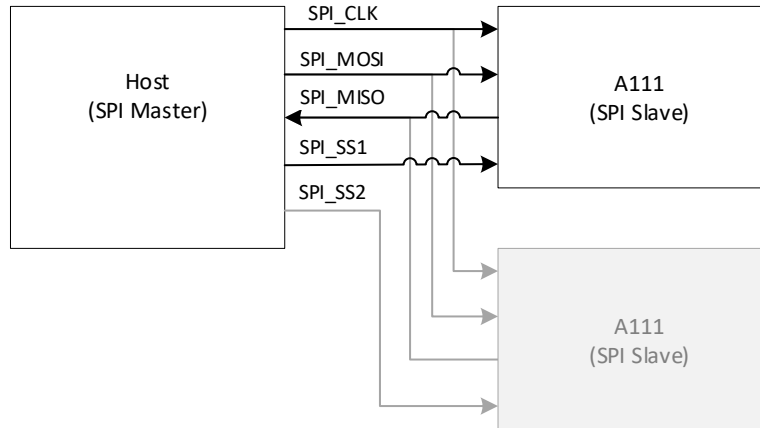 SPI_CLK
SPI_MOSI
SPI_MISO
SPI_SS1
SPI_SS2
Host
(SPI Master)
A111
(SPI Slave)
A111
(SPI Slave)